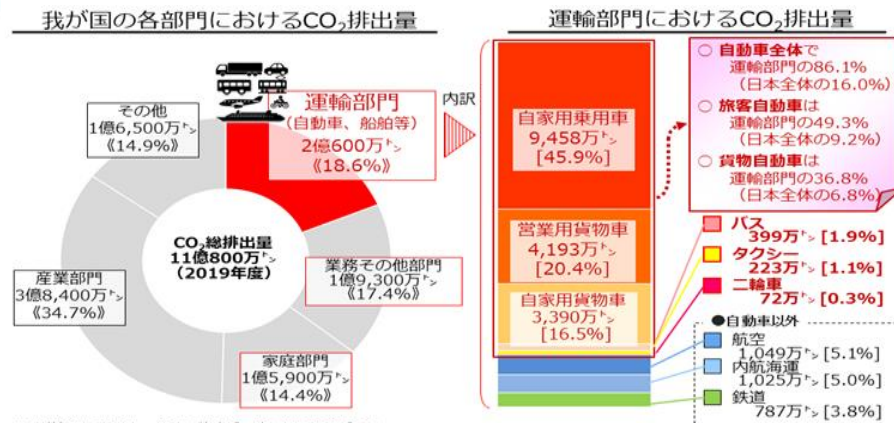 我が国の各部門におけるCO₂排出量
その他
1億6,500万㌧
《14.9%》
運輸部門
(自動車、船舶等)
2億600万㌧
《18.6%》
内訳
CO₂総排出量
11億800万㌧
(2019年度)
産業部門
3億8,400万㌧
《34.7%》
業務その他部門
1億9,300万㌧
《17.4%》
家庭部門
1億5,900万㌧
《14.4%》
運輸部門におけるCO₂排出量
自家用乗用車
9,458万㌧
[45.9%]
営業用貨物車
4,193万㌧
[20.4%]
自家用貨物車
3,390万㌧
[16.5%]
○ 自動車全体で
運輸部門の86.1%
(日本全体の16.0%)
○ 旅客自動車は
運輸部門の49.3%
(日本全体の9.2%)
○ 貨物自動車は
運輸部門の36.8%
(日本全体の6.8%)
バス
399万㌧ [1.9%]
タクシー
223万㌧ [1.1%]
二輪車
72万㌧ [0.3%]
●自動車以外
航空
1,049万㌧ [5.1%]
内航海運
1,025万㌧ [5.0%]
鉄道
787万㌧ [3.8%]